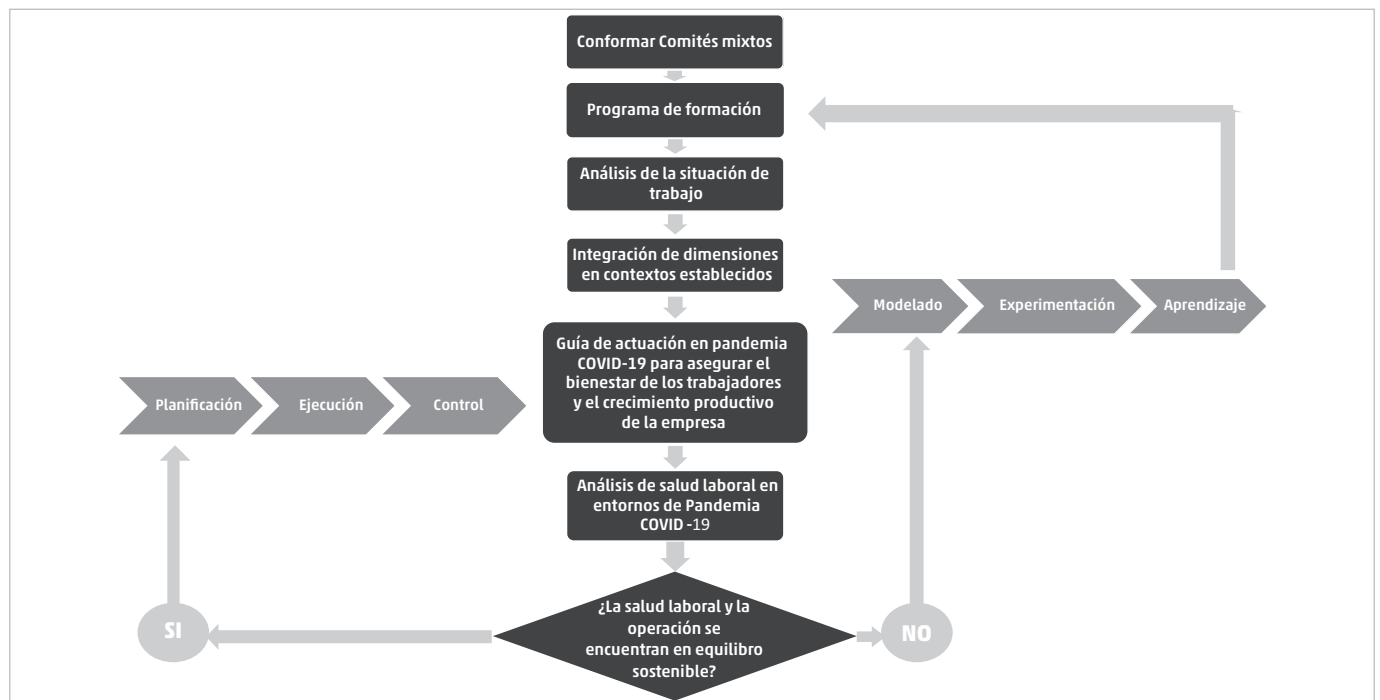 Conformar Comités mixtos
Programa de formación
Análisis de la situación de
trabajo
Integración de dimensiones
en contextos establecidos
Modelado
Experimentación
Aprendizaje
Guía de actuación en pandemia
COVID-19 para asegurar el
bienestar de los trabajadores
y el crecimiento productivo
de la empresa
Planificación
Ejecución
Control
Análisis de salud laboral en
entornos de Pandemia
COVID -19
¿La salud laboral y la
operación se
encuentran en equilibro
sostenible?
SI
NO